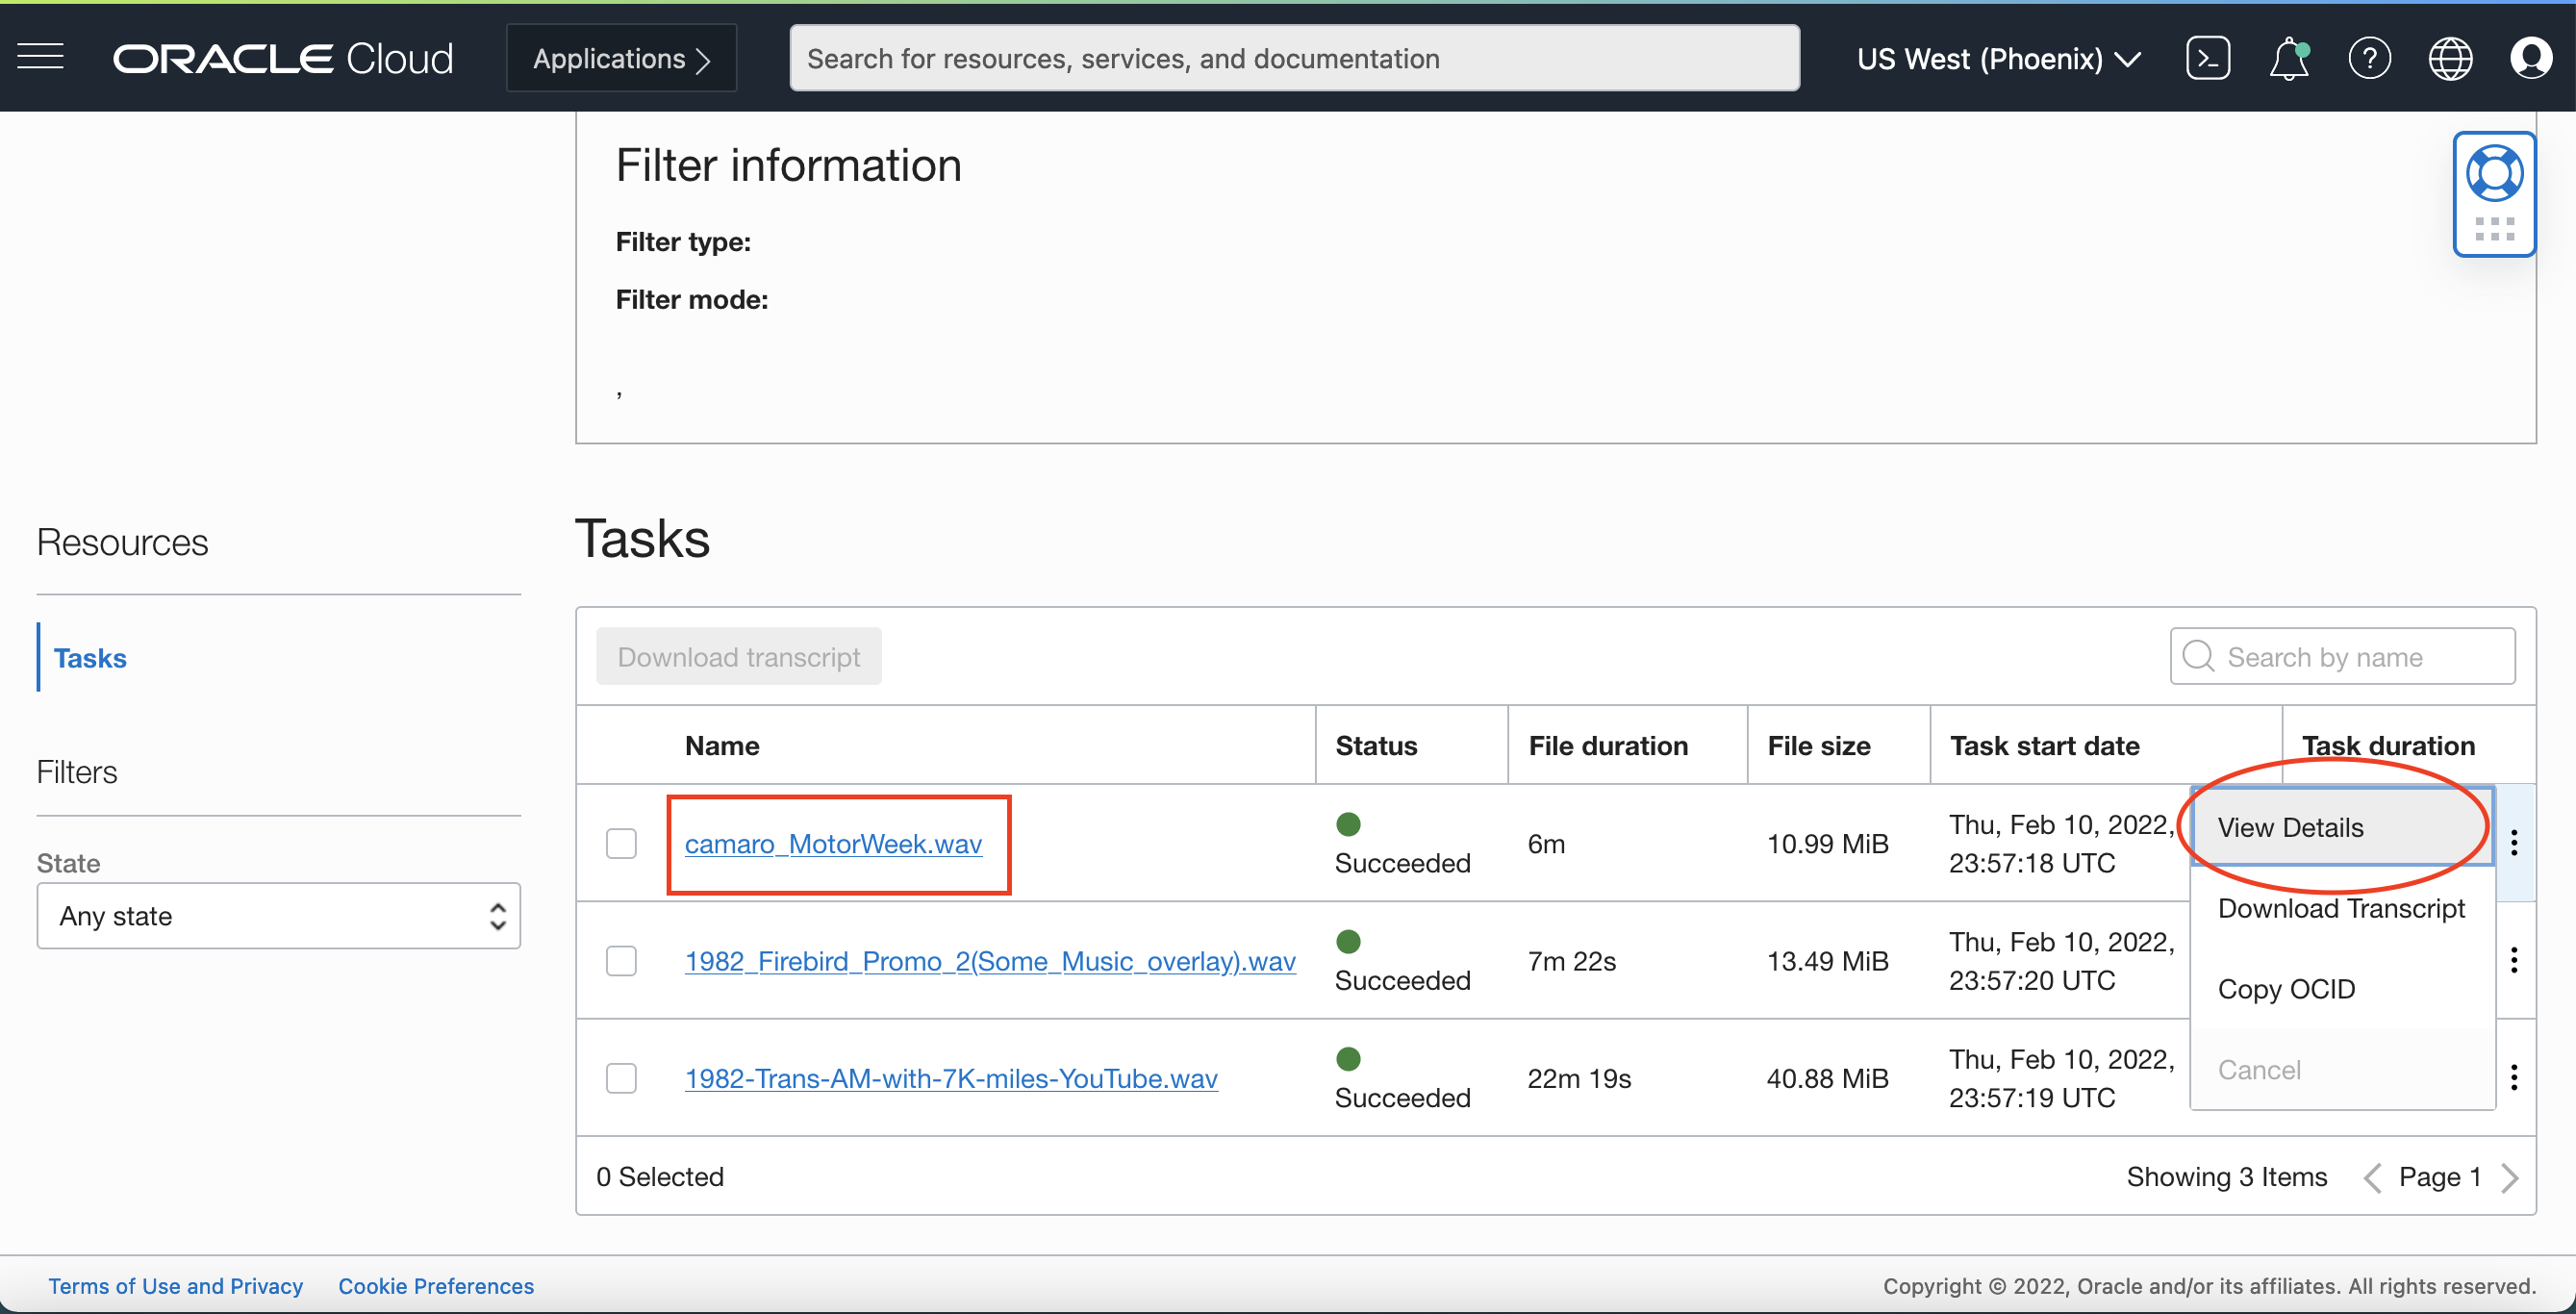 ORACLE Cloud
Applications
Search for resources, services, and documentation
US West (Phoenix)
Filter information
Filter type:
Filter mode:
,
Resources
Tasks
Filters
State
Any state
Tasks
Download transcript
Search by name
Name Status File duration File size Task start date Task duration
camaro_MotorWeek.wav Succeeded 6m 10.99 MiB Thu, Feb 10, 2022, 23:57:18 UTC
1982_Firebird_Promo_2(Some_Music_overlay).wav Succeeded 7m 22s 13.49 MiB Thu, Feb 10, 2022, 23:57:20 UTC
1982-Trans-AM-with-7K-miles-YouTube.wav Succeeded 22m 19s 40.88 MiB Thu, Feb 10, 2022, 23:57:19 UTC
View Details
Download Transcript
Copy OCID
Cancel
0 Selected
Showing 3 Items
Page 1
Terms of Use and Privacy
Cookie Preferences
Copyright © 2022, Oracle and/or its affiliates. All rights reserved.